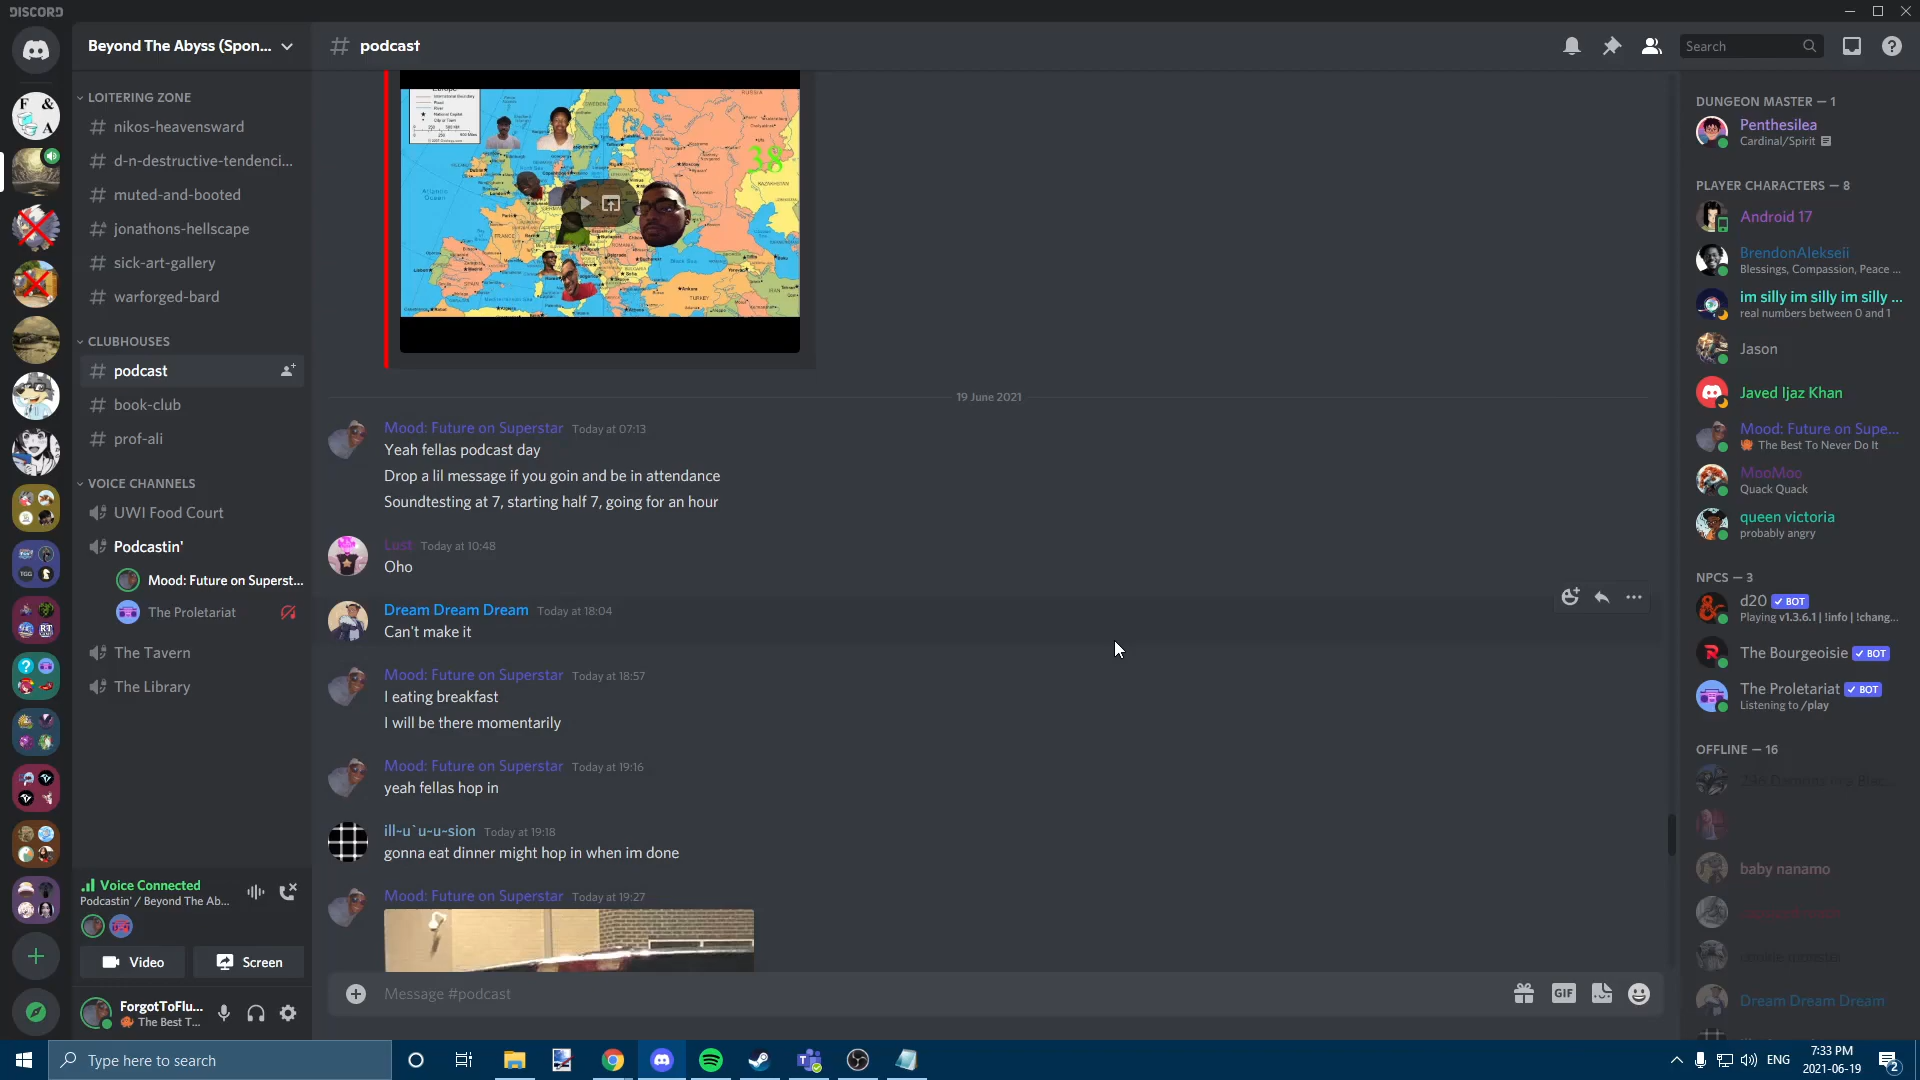 DISCORD
Beyond The Abyss (Spon...
podcast
Search
LOITERING ZONE
nikos-heavensward
d-n-destructive-tendenci...
muted-and-booted
jonathons-hellscape
sick-art-gallery
warforged-bard
CLUBHOUSES
podcast
book-club
prof-ali
VOICE CHANNELS
UWI Food Court
Podcastin'
Mood: Future on Superst...
The Proletariat
The Tavern
The Library
Voice Connected
Podcastin' / Beyond The Ab...
Video
Screen
ForgotToFlu...
The Best T...
F &
A
TGG
RT
38
19 June 2021
Mood: Future on Superstar Today at 07:13
Yeah fellas podcast day
Drop a lil message if you goin and be in attendance
Soundtesting at 7, starting half 7, going for an hour
Lust Today at 10:48
Oho
Dream Dream Dream Today at 18:04
Can't make it
Mood: Future on Superstar Today at 18:57
I eating breakfast
I will be there momentarily
Mood: Future on Superstar Today at 19:16
yeah fellas hop in
ill-u`u-u-sion Today at 19:18
gonna eat dinner might hop in when im done
Mood: Future on Superstar Today at 19:27
Message #podcast
GIF
DUNGEON MASTER — 1
Penthesilea
Cardinal/Spirit
PLAYER CHARACTERS — 8
Android 17
BrendonAlekseii
Blessings, Compassion, Peace ...
im silly im silly im silly ...
real numbers between 0 and 1
Jason
Javed Ijaz Khan
Mood: Future on Supe...
The Best To Never Do It
MooMoo
Quack Quack
queen victoria
probably angry
NPCS — 3
d20 BOT
Playing v1.3.6.1 | !info | !chang...
The Bourgeoisie BOT
The Proletariat BOT
Listening to /play
OFFLINE — 16
baby nanamo
Dream Dream Dream
Type here to search
ENG
7:33 PM
2021-06-19
2